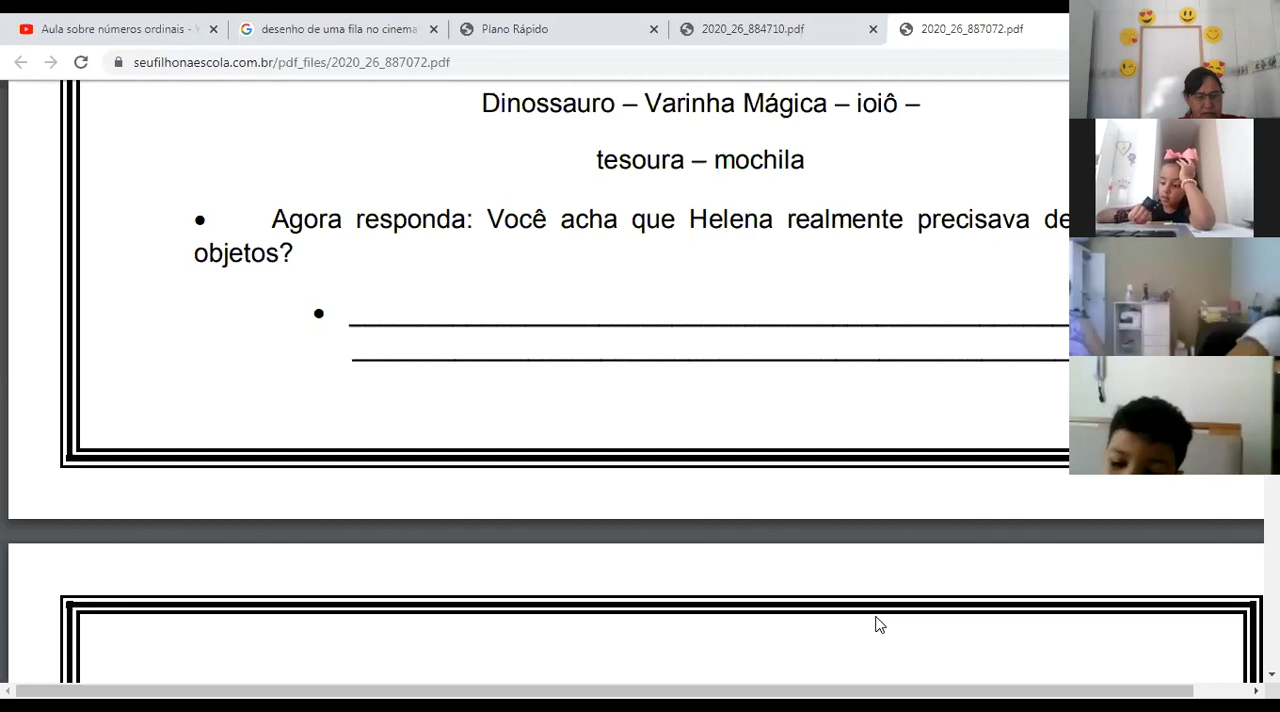 Aula sobre números ordinais -
desenho de uma fila no cinema
Plano Rápido
2020_26_884710.pdf
2020_26_887072.pdf
seufilhonaescola.com.br/pdf_files/2020_26_887072.pdf
Dinossauro – Varinha Mágica – ioiô –
tesoura – mochila
• Agora responda: Você acha que Helena realmente precisava de
objetos?